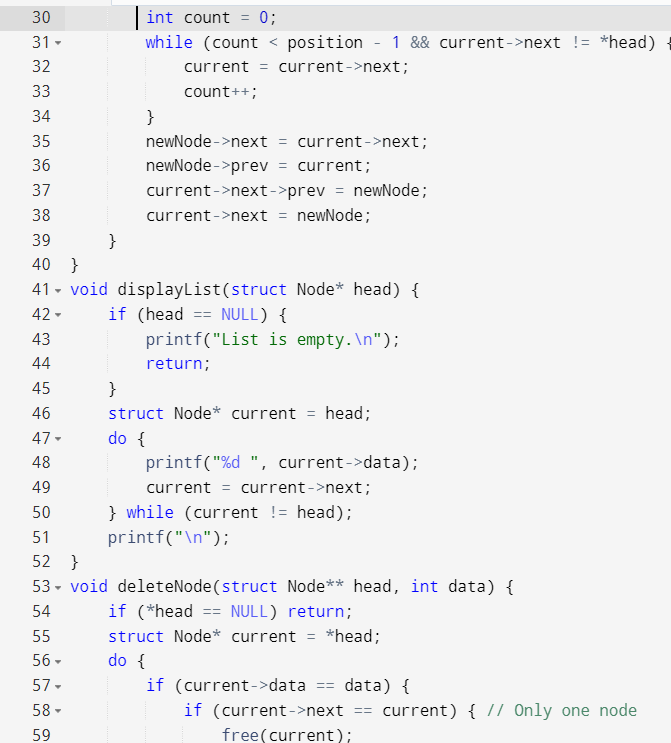 30 int count = 0;
31 while (count < position - 1 && current->next != *head) {
32 current = current->next;
33 count++;
34 }
35 newNode->next = current->next;
36 newNode->prev = current;
37 current->next->prev = newNode;
38 current->next = newNode;
39 }
40 }
41 void displayList(struct Node* head) {
42 if (head == NULL) {
43 printf("List is empty.\n");
44 return;
45 }
46 struct Node* current = head;
47 do {
48 printf("%d ", current->data);
49 current = current->next;
50 } while (current != head);
51 printf("\n");
52 }
53 void deleteNode(struct Node** head, int data) {
54 if (*head == NULL) return;
55 struct Node* current = *head;
56 do {
57 if (current->data == data) {
58 if (current->next == current) { // Only one node
59 free(current);